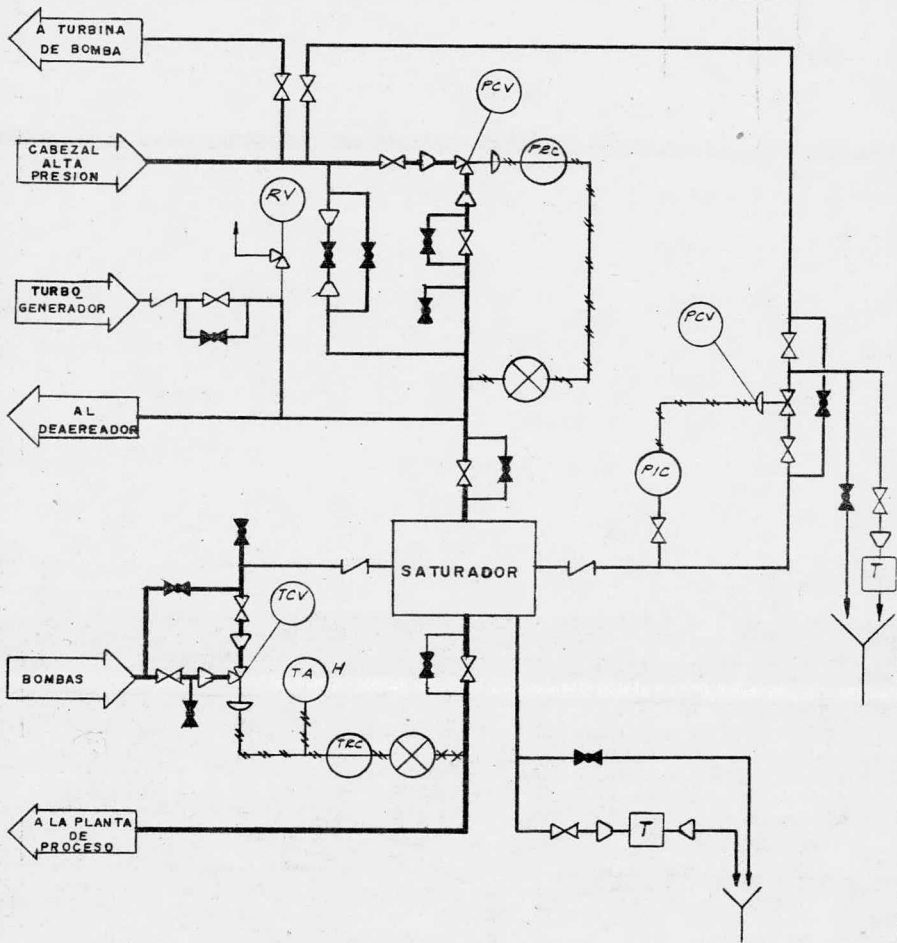 A TURBINA
DE BOMBA
PCV
CABEZAL
ALTA
PRESION
PRC
RV
TURBO
GENERADOR
PCV
AL
DEAEREADOR
PIC
SATURADOR
T
TCV
BOMBAS
TA
H
TRC
A LA PLANTA
DE
PROCESO
T